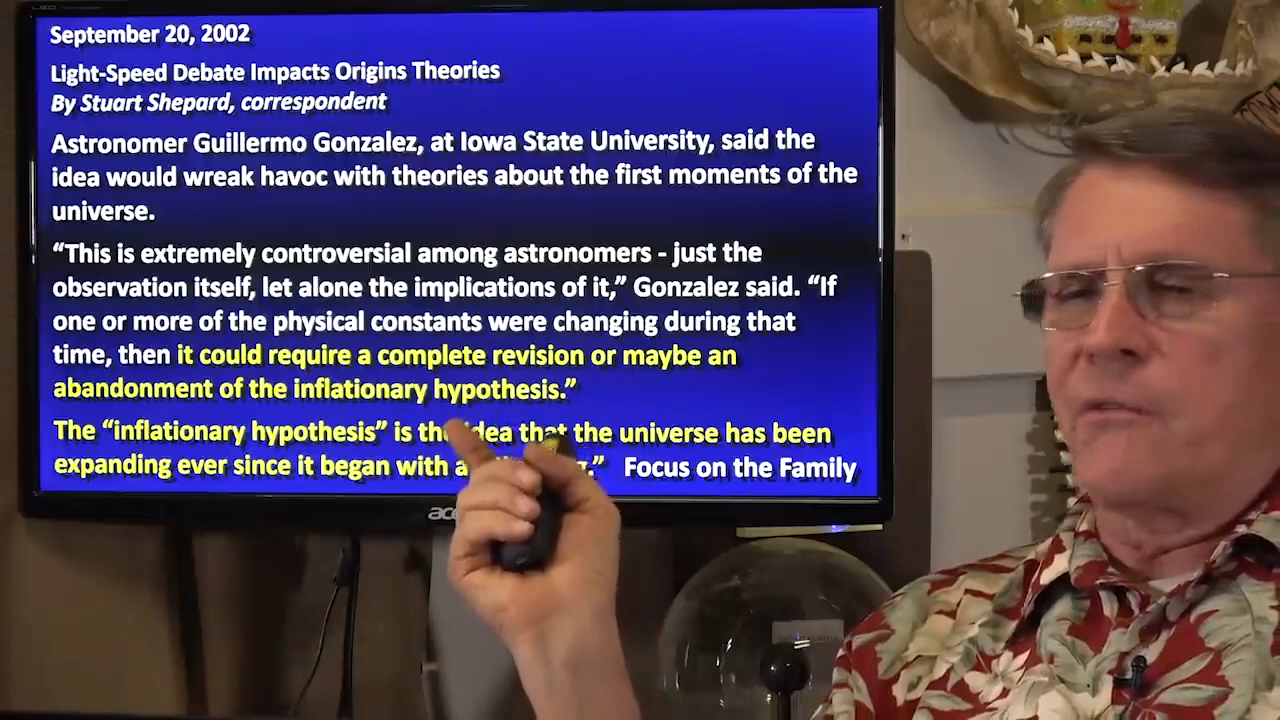 September 20, 2002
Light-Speed Debate Impacts Origins Theories
By Stuart Shepard, correspondent
Astronomer Guillermo Gonzalez, at Iowa State University, said the
idea would wreak havoc with theories about the first moments of the
universe.
“This is extremely controversial among astronomers - just the
observation itself, let alone the implications of it,” Gonzalez said. “If
one or more of the physical constants were changing during that
time, then it could require a complete revision or maybe an
abandonment of the inflationary hypothesis.”
The “inflationary hypothesis” is the idea that the universe has been
expanding ever since it began with a Focus on the Family